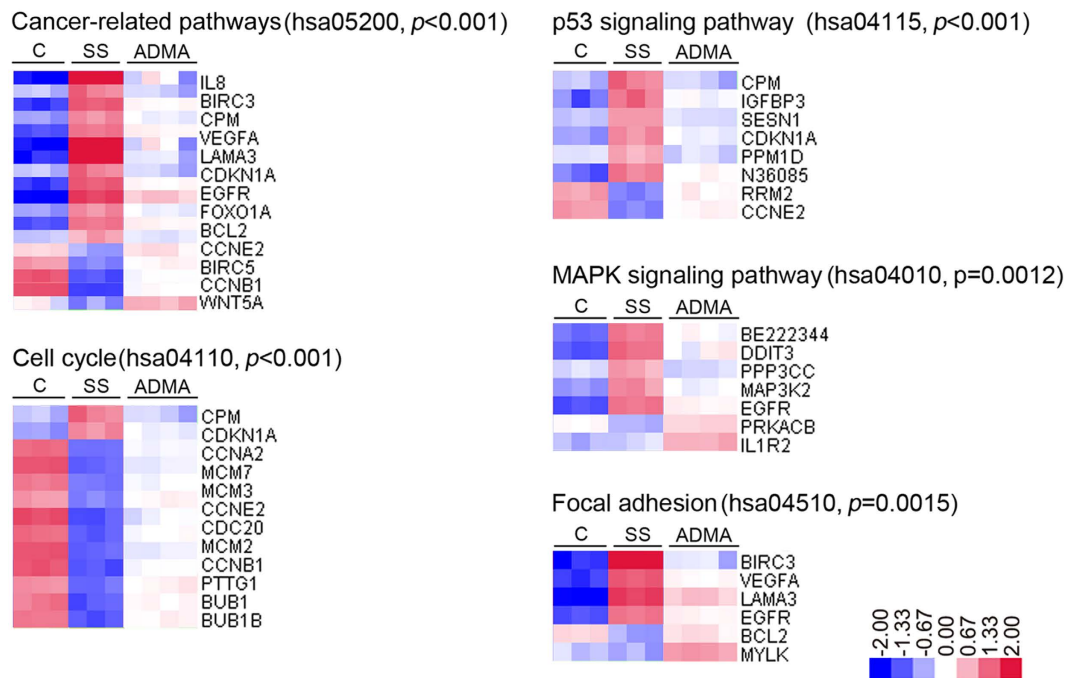 Cancer-related pathways (hsa05200, p<0.001)
C SS ADMA
IL8
BIRC3
CPM
VEGFA
LAMA3
CDKN1A
EGFR
FOXO1A
BCL2
CCNE2
BIRC5
CCNB1
WNT5A
Cell cycle (hsa04110, p<0.001)
C SS ADMA
CPM
CDKN1A
CCNA2
MCM7
MCM3
CCNE2
CDC20
MCM2
CCNB1
PTTG1
BUB1
BUB1B
p53 signaling pathway (hsa04115, p<0.001)
C SS ADMA
CPM
IGFBP3
SESN1
CDKN1A
PPM1D
N36085
RRM2
CCNE2
MAPK signaling pathway (hsa04010, p=0.0012)
C SS ADMA
BE222344
DDIT3
PPP3CC
MAP3K2
EGFR
PRKACB
IL1R2
Focal adhesion (hsa04510, p=0.0015)
C SS ADMA
BIRC3
VEGFA
LAMA3
EGFR
BCL2
MYLK
-2.00
-1.33
-0.67
0.00
0.67
1.33
2.00